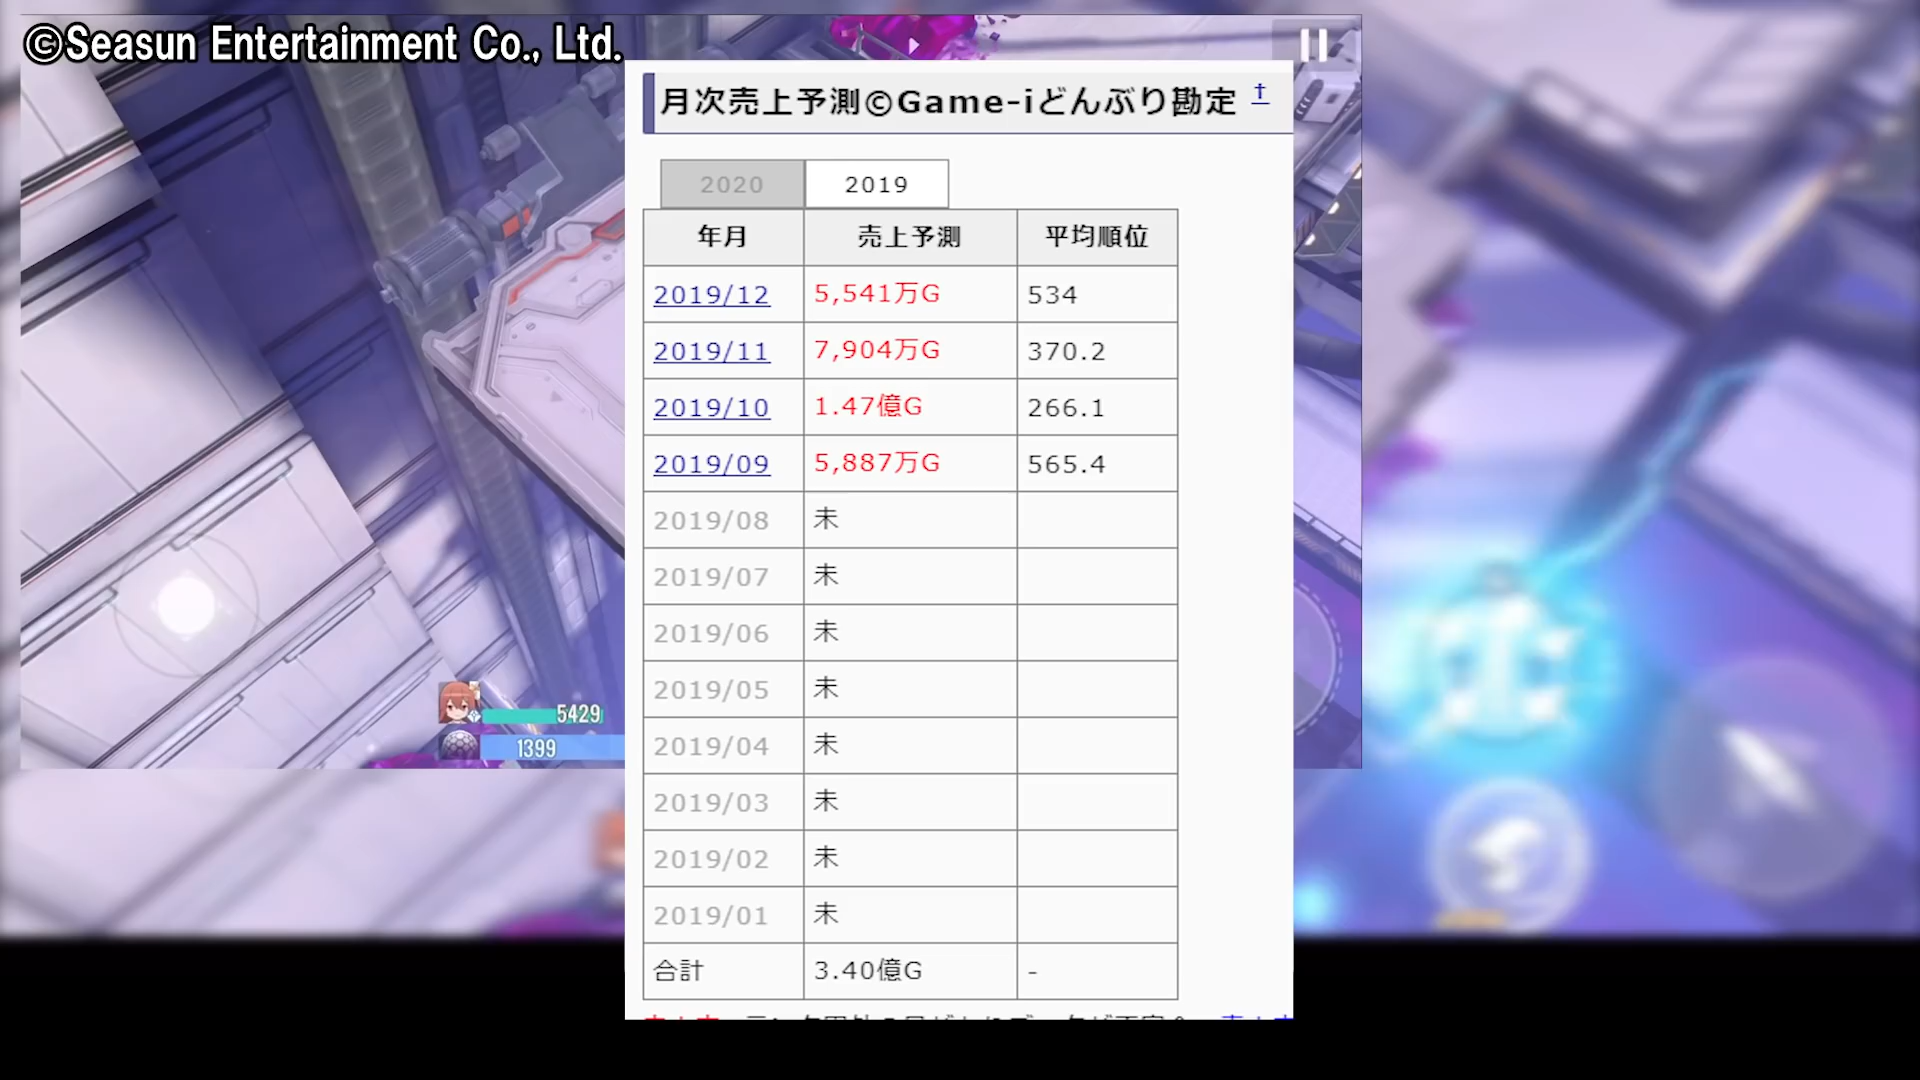 ©Seasun Entertainment Co., Ltd.
月次売上予測©Game-iどんぶり勘定 †
2020 2019
年月 売上予測 平均順位
2019/12 5,541万G 534
2019/11 7,904万G 370.2
2019/10 1.47億G 266.1
2019/09 5,887万G 565.4
2019/08 未
2019/07 未
2019/06 未
2019/05 未
2019/04 未
2019/03 未
2019/02 未
2019/01 未
合計 3.40億G -
5429
1399